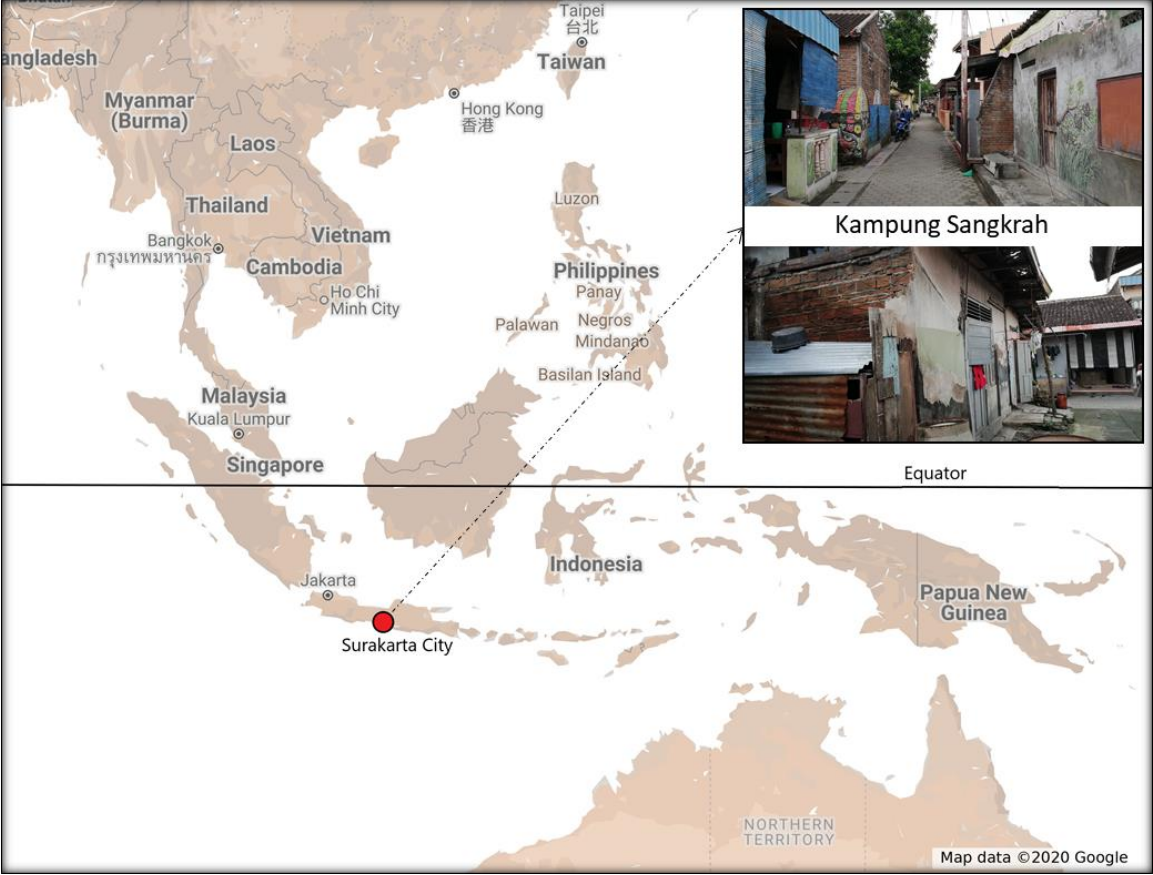 Bhutan
angladesh
Taipei
台北
Taiwan
Myanmar
(Burma)
Hong Kong
香港
Laos
Thailand
Luzon
Kampung Sangkrah
Bangkok
กรุงเทพมหานคร
Vietnam
Cambodia
Philippines
Ho Chi
Minh City
Panay
Palawan
Negros
Mindanao
Basilan Island
Malaysia
Kuala Lumpur
Singapore
Equator
Indonesia
Jakarta
Papua New
Guinea
Surakarta City
NORTHERN
TERRITORY
Map data ©2020 Google